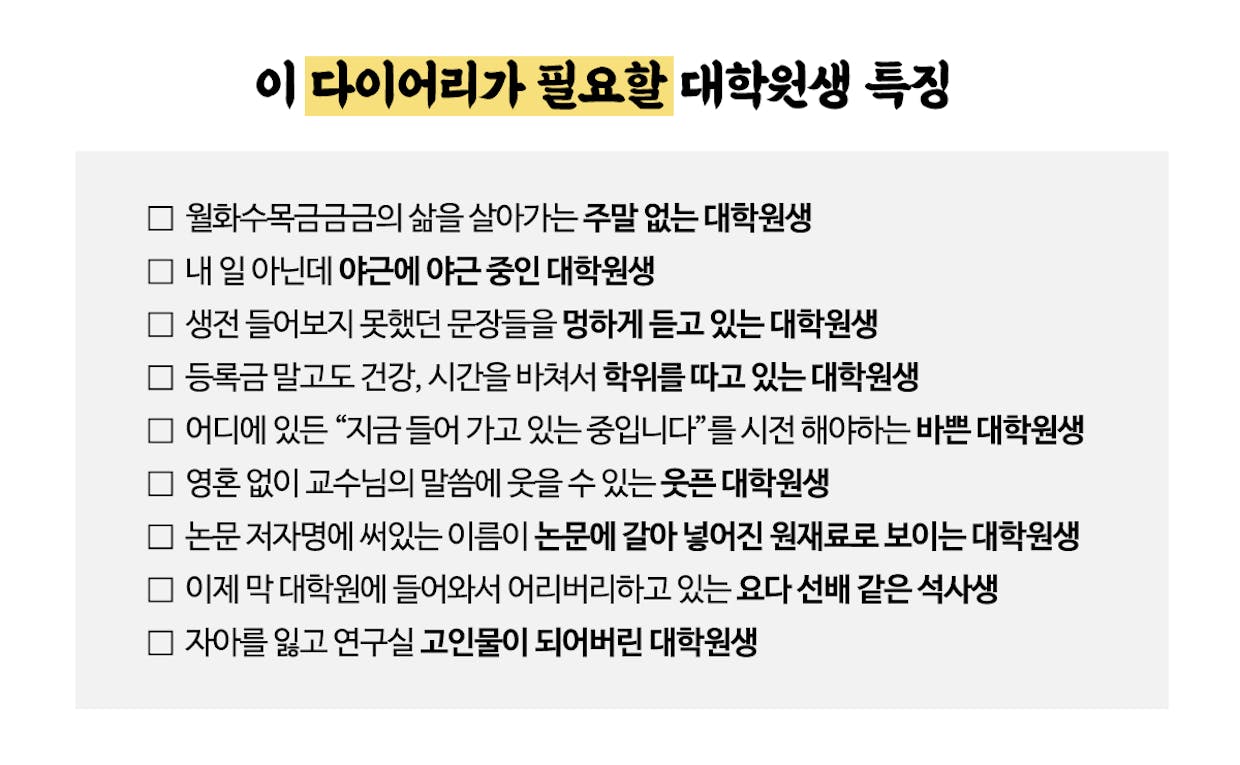 이 다이어리가 필요할 대학원생 특징
□ 월화수목금금금의 삶을 살아가는 주말 없는 대학원생
□ 내 일 아닌데 야근에 야근 중인 대학원생
□ 생전 들어보지 못했던 문장들을 멍하게 듣고 있는 대학원생
□ 등록금 말고도 건강, 시간을 바쳐서 학위를 따고 있는 대학원생
□ 어디에 있든 “지금 들어 가고 있는 중입니다”를 시전 해야하는 바쁜 대학원생
□ 영혼 없이 교수님의 말씀에 웃을 수 있는 웃픈 대학원생
□ 논문 저자명에 써있는 이름이 논문에 갈아 넣어진 원재료로 보이는 대학원생
□ 이제 막 대학원에 들어와서 어리버리하고 있는 요다 선배 같은 석사생
□ 자아를 잃고 연구실 고인물이 되어버린 대학원생